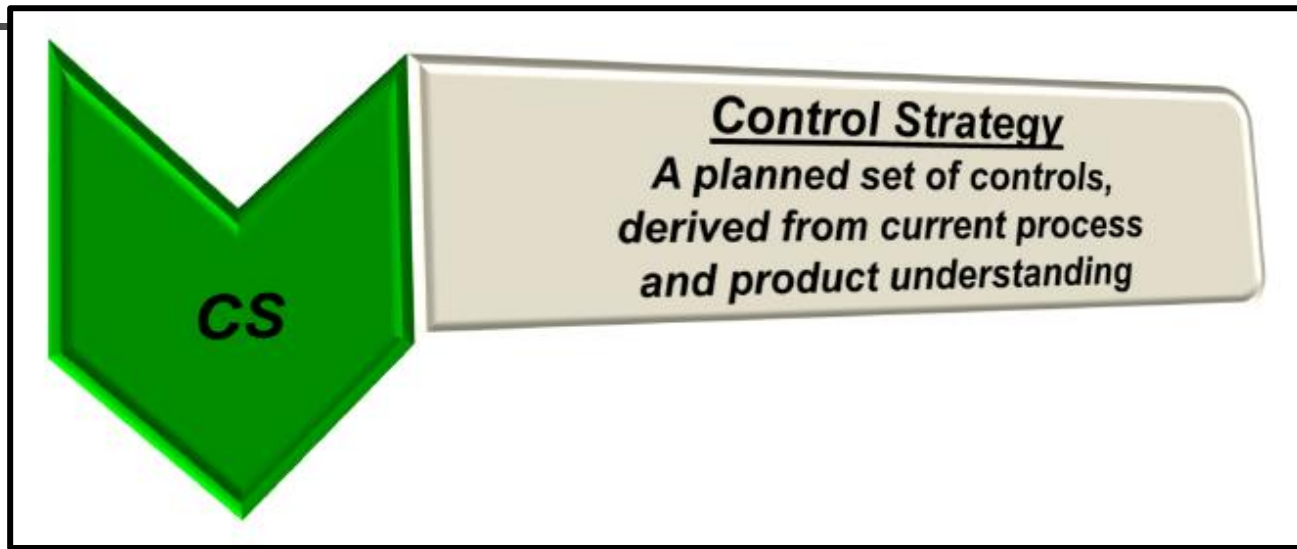 CS
Control Strategy
A planned set of controls,
derived from current process
and product understanding